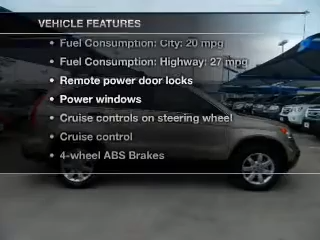 VEHICLE FEATURES
• Fuel Consumption: City: 20 mpg
• Fuel Consumption: Highway: 27 mpg
• Remote power door locks
• Power windows
• Cruise controls on steering wheel
• Cruise control
• 4-wheel ABS Brakes